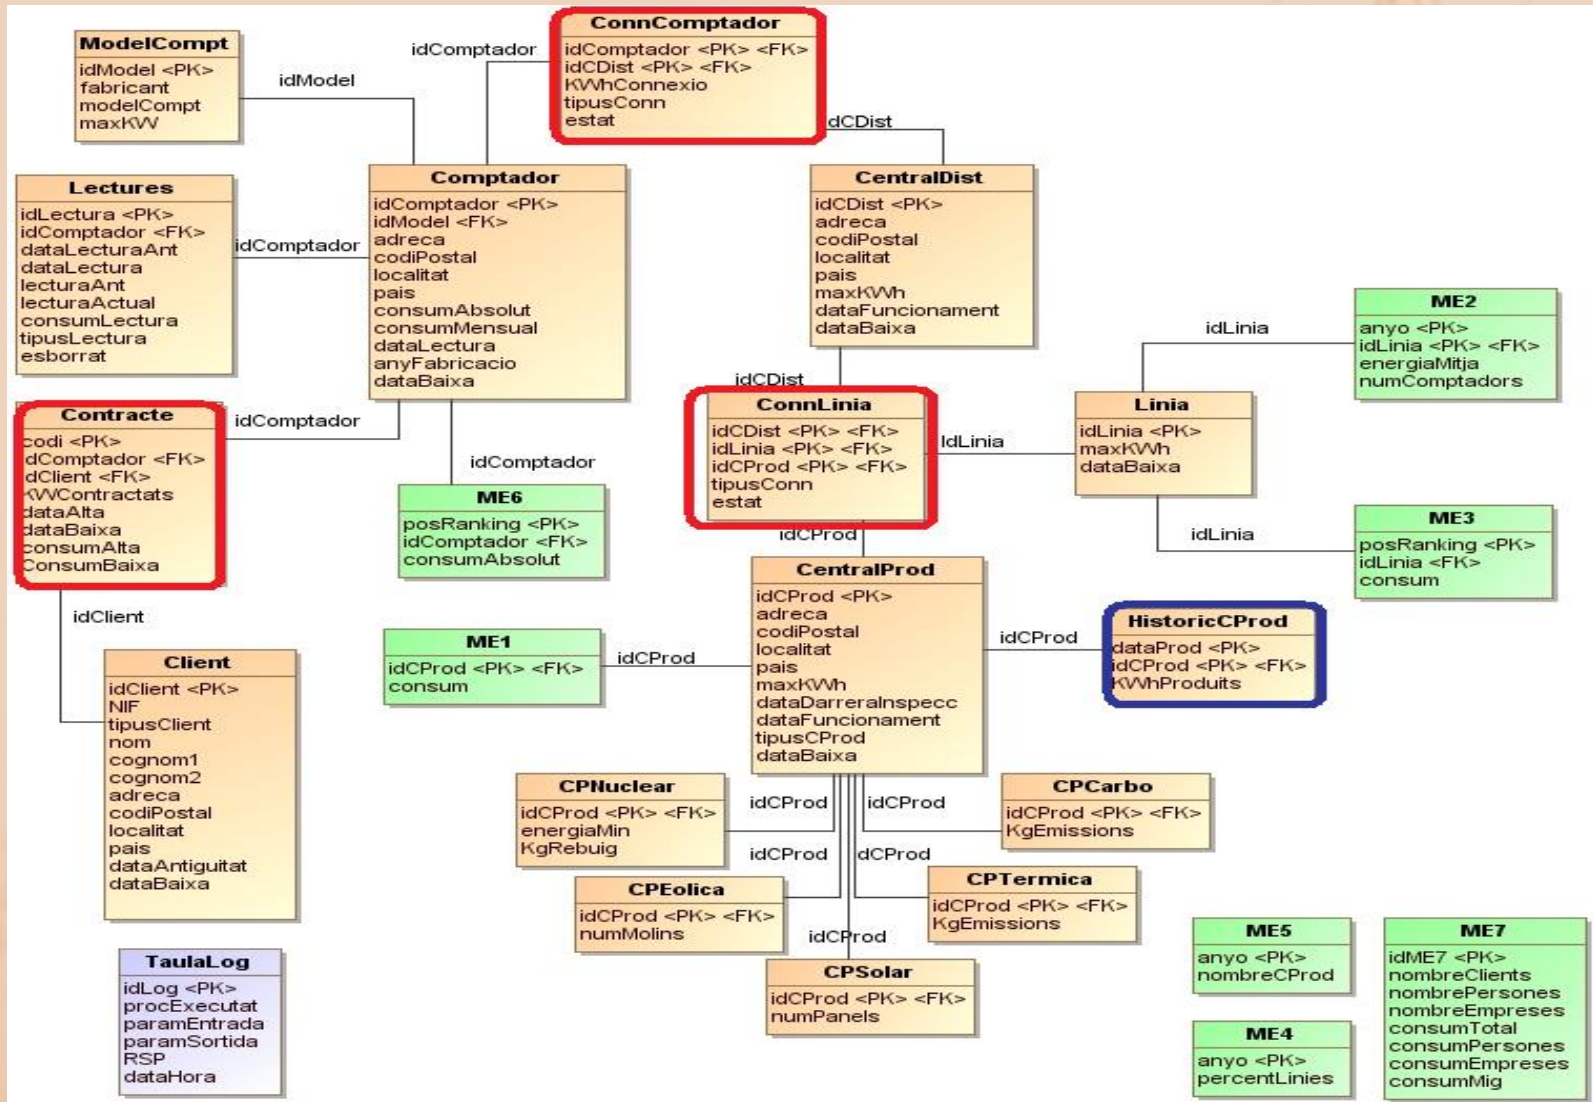 ConnComptador
idComptador <PK> <FK>
idCDist <PK> <FK>
KWhConnexio
tipusConn
estat
ModelCompt
idModel <PK>
fabricant
modelCompt
maxKW
idModel
idComptador
dCDist
Lectures
idLectura <PK>
idComptador <FK>
dataLecturaAnt
dataLectura
lecturaAnt
lecturaActual
consumLectura
tipusLectura
esborrat
idComptador
Comptador
idComptador <PK>
idModel <FK>
adreca
codiPostal
localitat
pais
consumAbsolut
consumMensual
dataLectura
anyFabricacio
dataBaixa
CentralDist
idCDist <PK>
adreca
codiPostal
localitat
pais
maxKWh
dataFuncionament
dataBaixa
idCDist
ME2
anyo <PK>
idLinia <PK> <FK>
energiaMitja
numComptadors
idLinia
Contracte
codi <PK>
dComptador <FK>
dClient <FK>
KWContractats
dataAlta
dataBaixa
consumAlta
ConsumBaixa
idComptador
idComptador
ConnLinia
idCDist <PK> <FK>
idLinia <PK> <FK>
idCProd <PK> <FK>
tipusConn
estat
IdLinia
Linia
idLinia <PK>
maxKWh
dataBaixa
ME6
posRanking <PK>
idComptador <FK>
consumAbsolut
idCProd
idLinia
ME3
posRanking <PK>
idLinia <FK>
consum
idClient
CentralProd
idCProd <PK>
adreca
codiPostal
localitat
pais
maxKWh
dataDarreraInspecc
dataFuncionament
tipusCProd
dataBaixa
ME1
idCProd <PK> <FK>
consum
idCProd
idCProd
HistoricCProd
dataProd <PK>
idCProd <PK> <FK>
KWhProduits
Client
idClient <PK>
NIF
tipusClient
nom
cognom1
cognom2
adreca
codiPostal
localitat
pais
dataAntiguitat
dataBaixa
CPNuclear
idCProd <PK> <FK>
energiaMin
KgRebuig
idCProd
idCProd
CPCarbo
idCProd <PK> <FK>
KgEmissions
idCProd
dCProd
CPEolica
idCProd <PK> <FK>
numMolins
CPTermica
idCProd <PK> <FK>
KgEmissions
idCProd
CPSolar
idCProd <PK> <FK>
numPanels
TaulaLog
idLog <PK>
procExecutat
paramEntrada
paramSortida
RSP
dataHora
ME5
anyo <PK>
nombreCProd
ME4
anyo <PK>
percentLinies
ME7
idME7 <PK>
nombreClients
nombrePersones
nombreEmpreses
consumTotal
consumPersones
consumEmpreses
consumMig